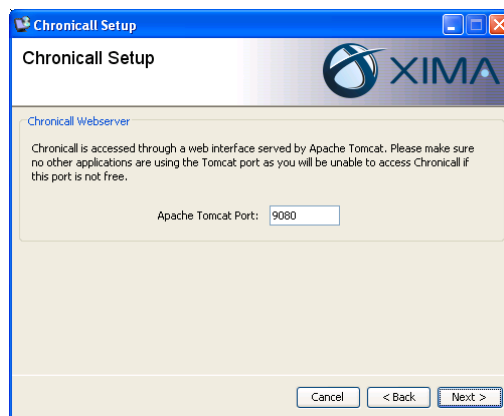 Chronicall Setup
Chronicall Setup
XIMA
Chronicall Webserver
Chronicall is accessed through a web interface served by Apache Tomcat. Please make sure
no other applications are using the Tomcat port as you will be unable to access Chronicall if
this port is not free.
Apache Tomcat Port: 9080
Cancel < Back Next >